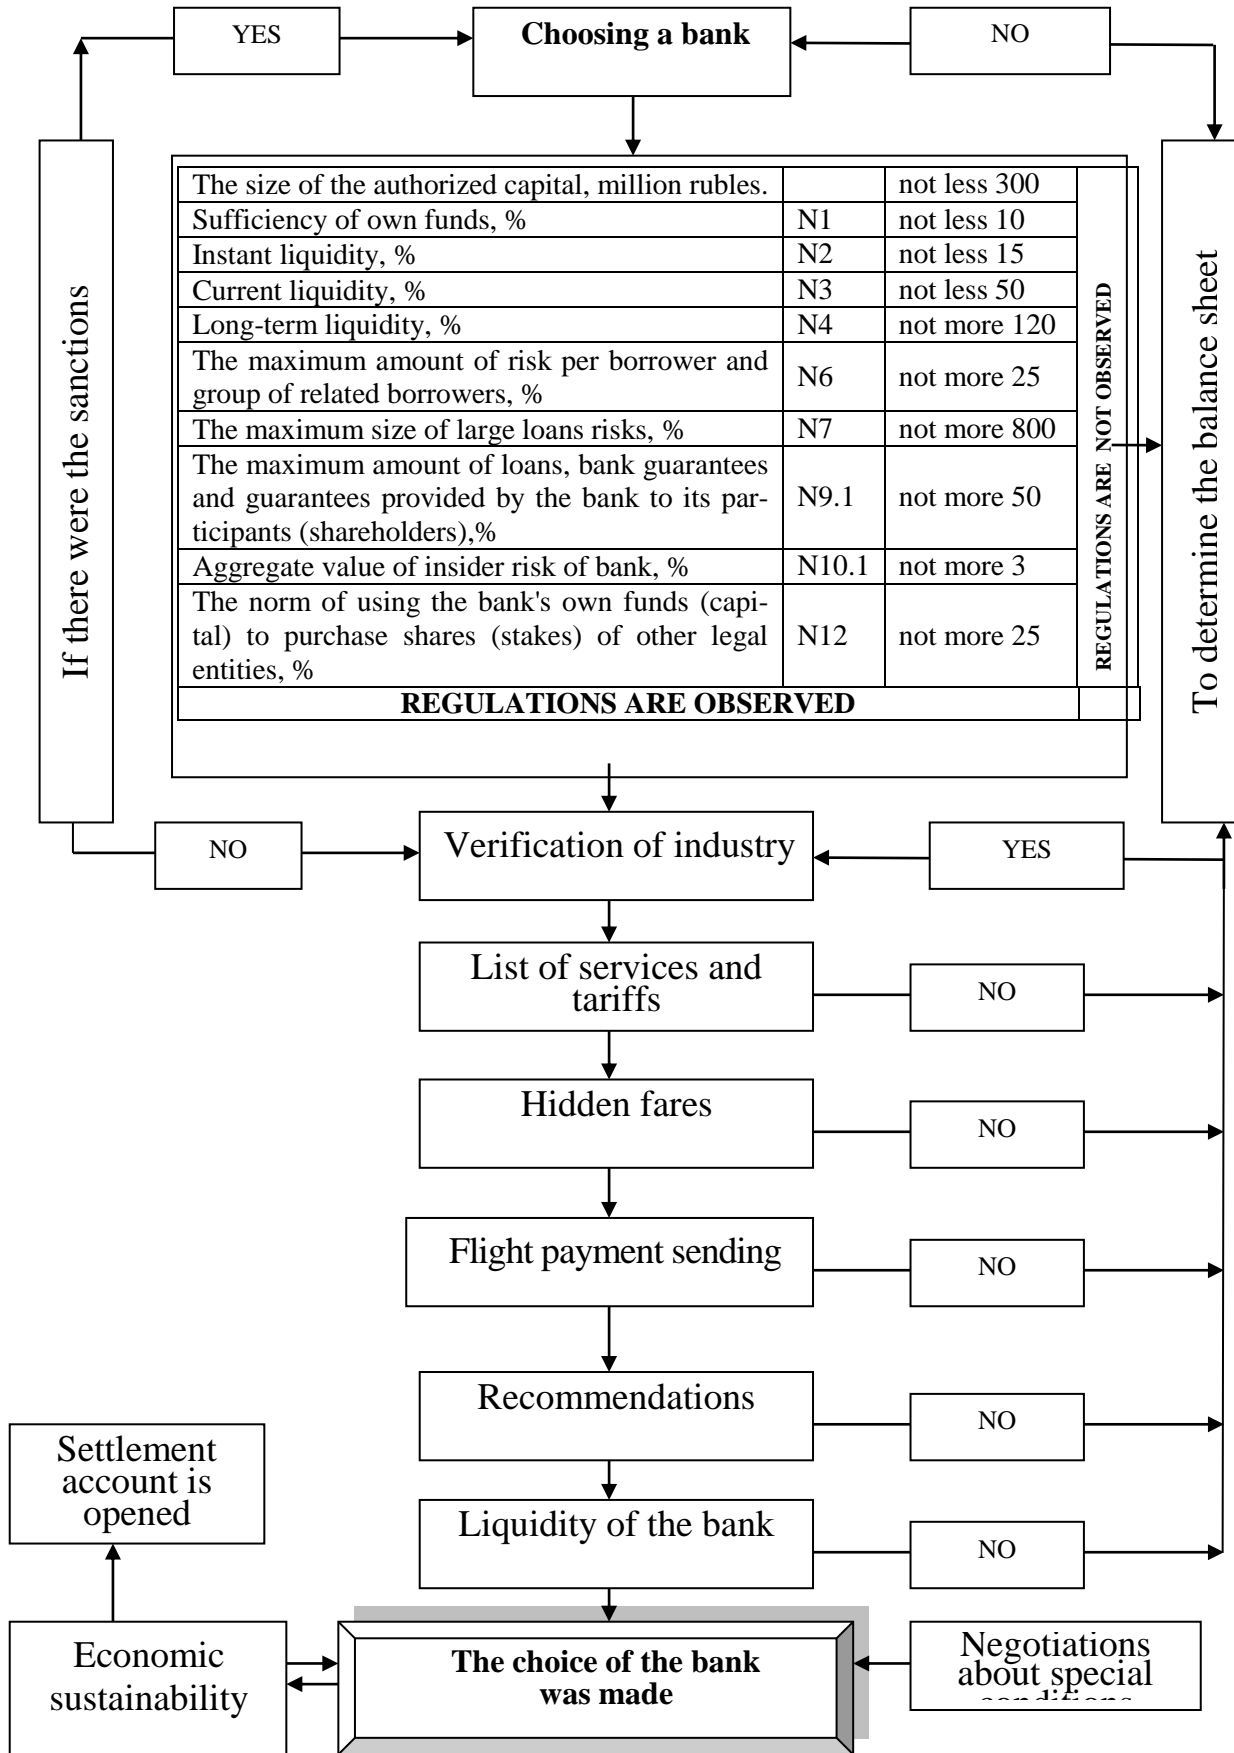 YES
Choosing a bank
NO
If there were the sanctions
The size of the authorized capital, million rubles. not less 300
Sufficiency of own funds, % N1 not less 10
Instant liquidity, % N2 not less 15
Current liquidity, % N3 not less 50
Long-term liquidity, % N4 not more 120
The maximum amount of risk per borrower and
group of related borrowers, % N6 not more 25
The maximum size of large loans risks, % N7 not more 800
The maximum amount of loans, bank guarantees
and guarantees provided by the bank to its par-
ticipants (shareholders),% N9.1 not more 50
Aggregate value of insider risk of bank, % N10.1 not more 3
The norm of using the bank's own funds (capi-
tal) to purchase shares (stakes) of other legal
entities, % N12 not more 25
REGULATIONS ARE NOT OBSERVED
REGULATIONS ARE OBSERVED
To determine the balance sheet
NO
Verification of industry
YES
List of services and
tariffs
NO
Hidden fares
NO
Flight payment sending
NO
Recommendations
NO
Settlement
account is
opened
Liquidity of the bank
NO
Economic
sustainability
The choice of the bank
was made
Negotiations
about special
conditions